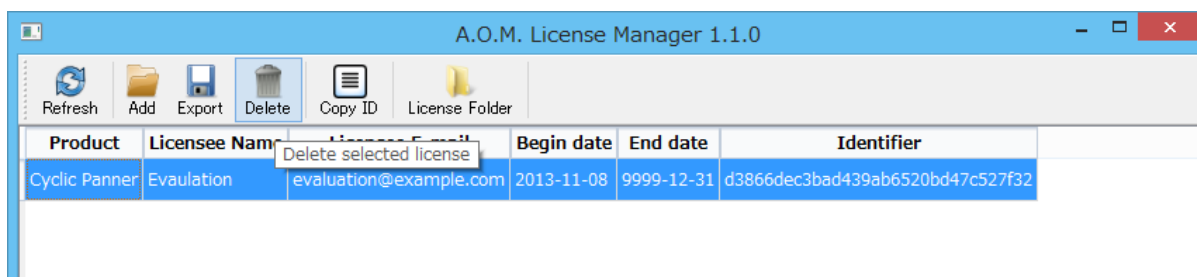 A.O.M. License Manager 1.1.0
Refresh Add Export Delete Copy ID License Folder
Product Licensee Name Begin date End date Identifier
Delete selected license
Cyclic Panner Evaulation evaluation@example.com 2013-11-08 9999-12-31 d3866dec3bad439ab6520bd47c527f32